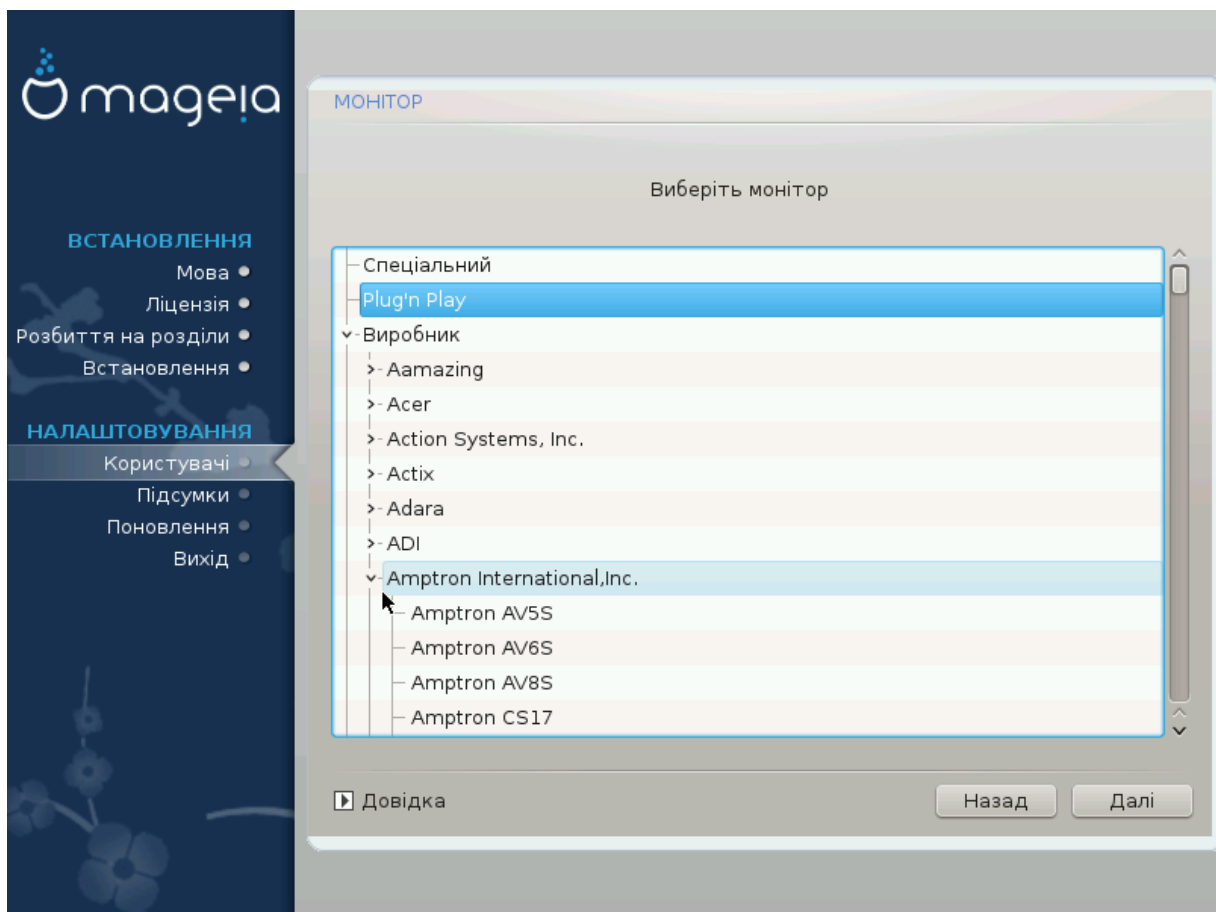 mageia
ВСТАНОВЛЕННЯ
Мова
Ліцензія
Розбиття на розділи
Встановлення
НАЛАШТОВУВАННЯ
Користувачі
Підсумки
Поновлення
Вихід
МОНІТОР
Виберіть монітор
Спеціальний
Plug'n Play
Виробник
Aamazing
Acer
Action Systems, Inc.
Actix
Adara
ADI
Amptron International,Inc.
Amptron AV5S
Amptron AV6S
Amptron AV8S
Amptron CS17
Довідка
Назад
Далі